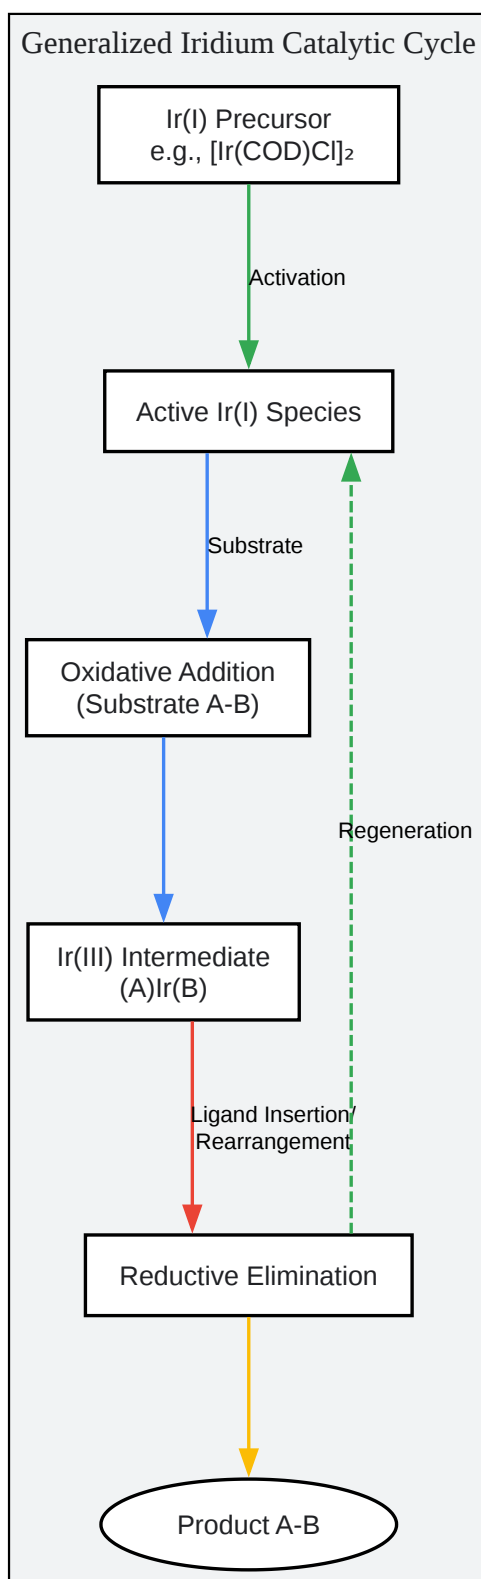 Generalized Iridium Catalytic Cycle
Ir(I) Precursor
e.g., [Ir(COD)Cl]₂
Activation
Active Ir(I) Species
Substrate
Oxidative Addition
(Substrate A-B)
Regeneration
Ir(III) Intermediate
(A)Ir(B)
Ligand Insertion/
Rearrangement
Reductive Elimination
Product A-B